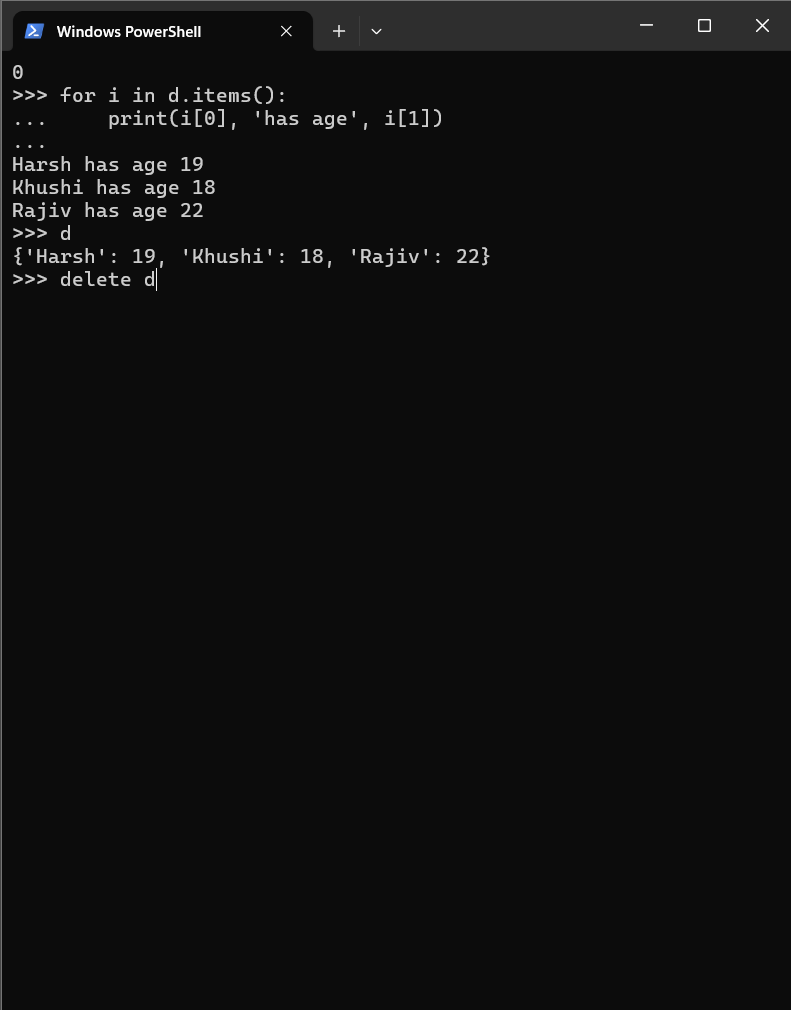 Windows PowerShell
0
>>> for i in d.items():
...     print(i[0], 'has age', i[1])
...
Harsh has age 19
Khushi has age 18
Rajiv has age 22
>>> d
{'Harsh': 19, 'Khushi': 18, 'Rajiv': 22}
>>> delete d